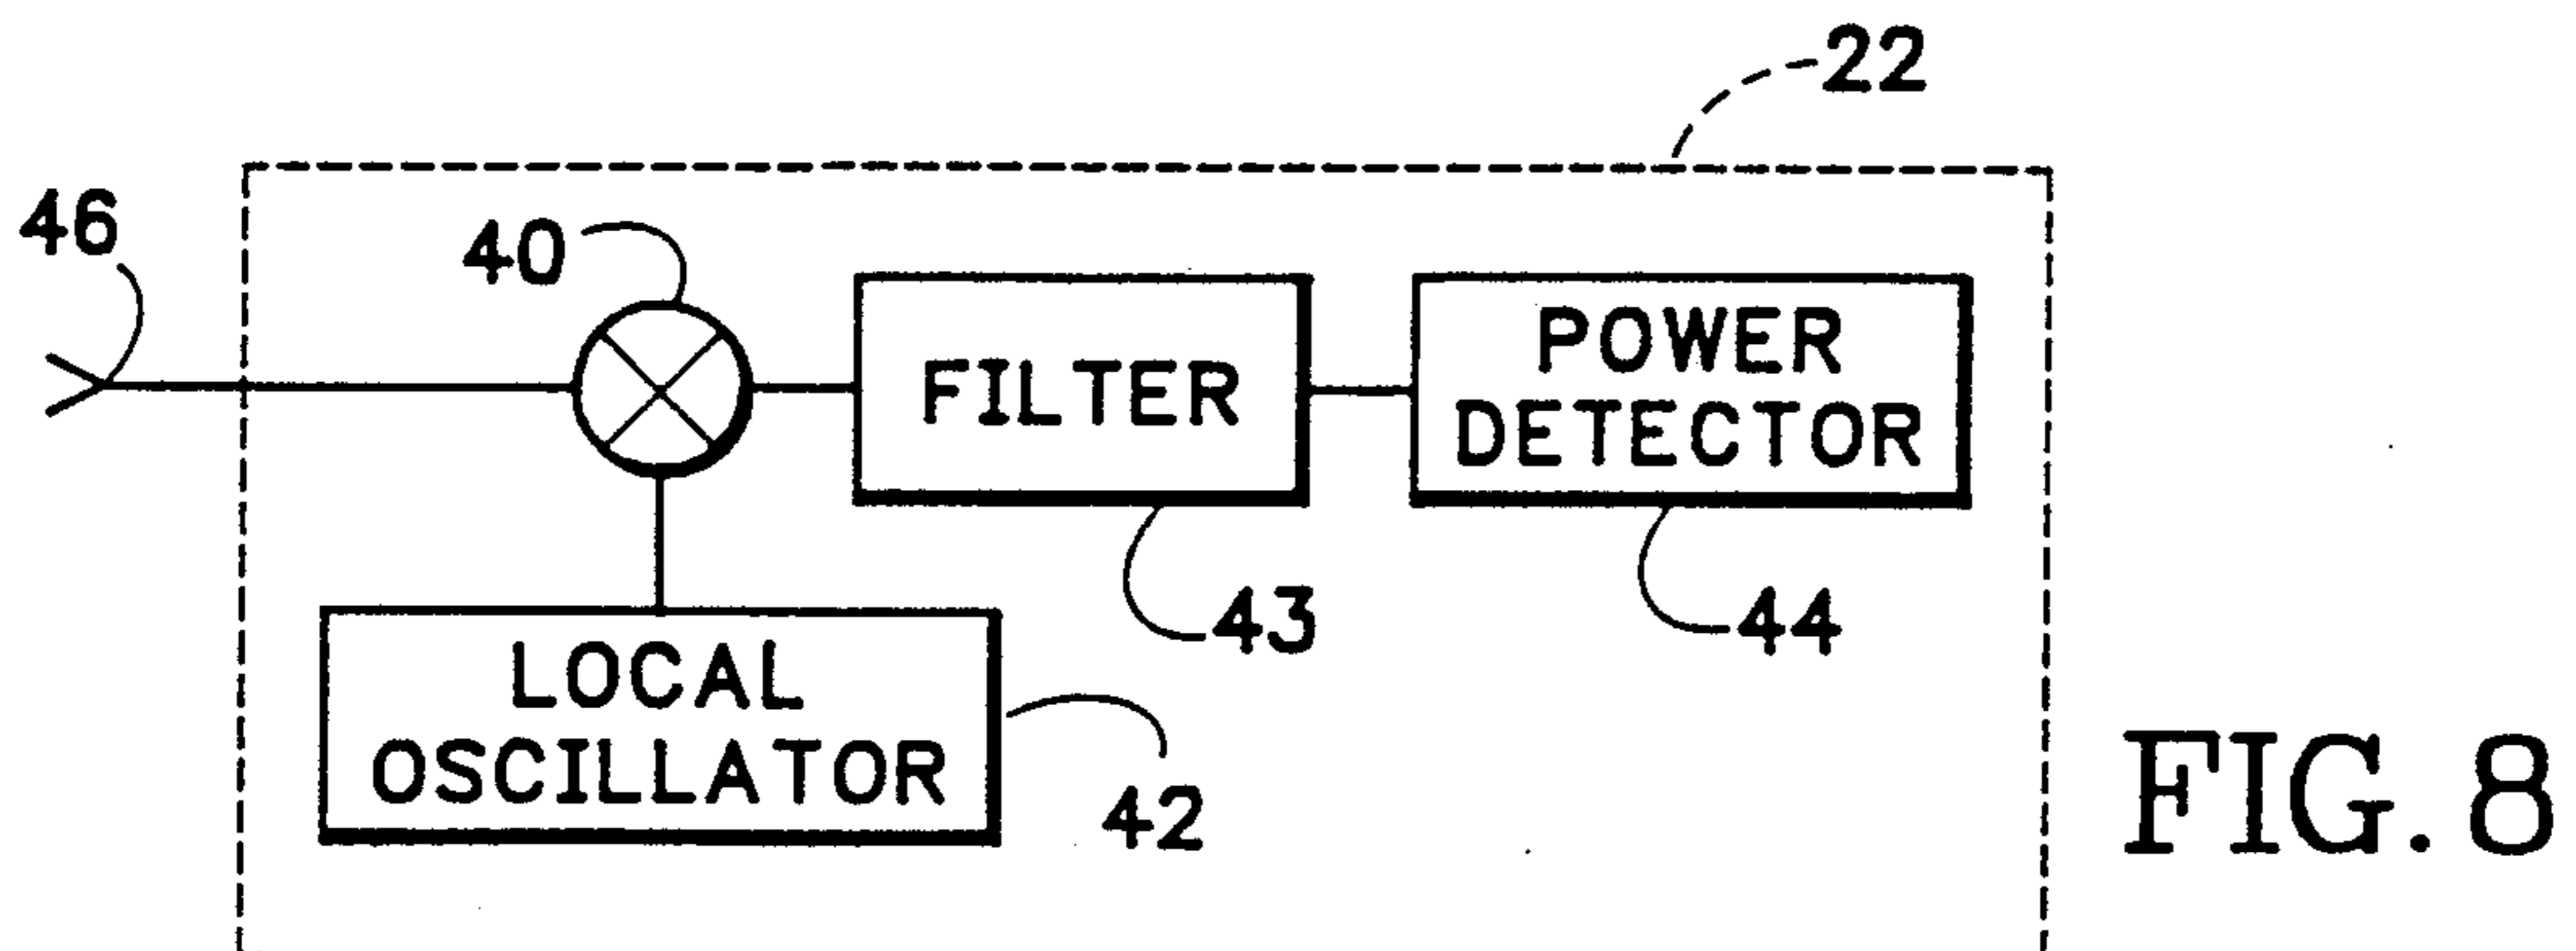 22
46
40
FILTER
POWER
DETECTOR
43
44
LOCAL
OSCILLATOR
42
FIG. 8